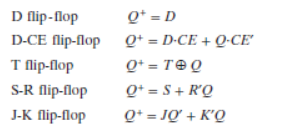 D flip-flop Q⁺ = D
D-CE flip-flop Q⁺ = D·CE + Q·CE′
T flip-flop Q⁺ = T⊕Q
S-R flip-flop Q⁺ = S + R′Q
J-K flip-flop Q⁺ = JQ′ + K′Q